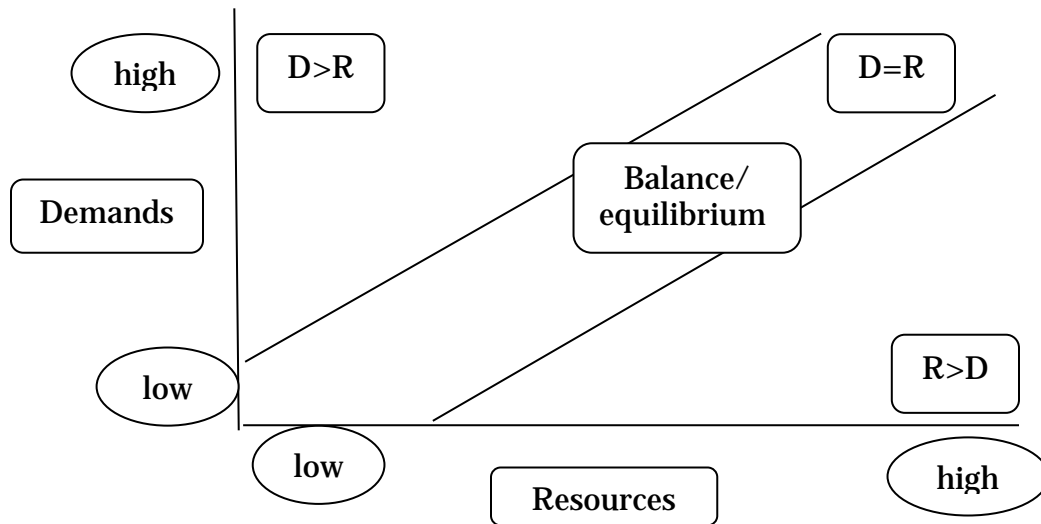 high
D>R
D=R
Balance/
equilibrium
Demands
low
R>D
low
Resources
high